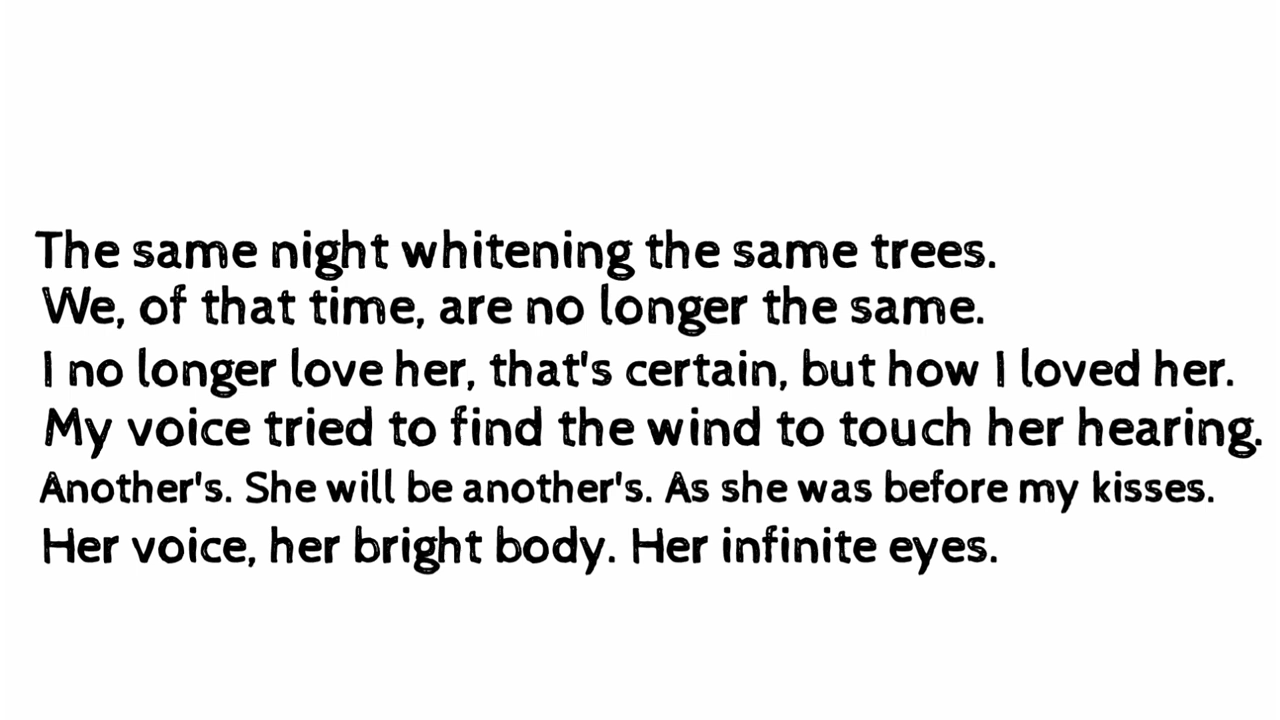 The same night whitening the same trees.
We, of that time, are no longer the same.
I no longer love her, that's certain, but how I loved her.
My voice tried to find the wind to touch her hearing.
Another's. She will be another's. As she was before my kisses.
Her voice, her bright body. Her infinite eyes.